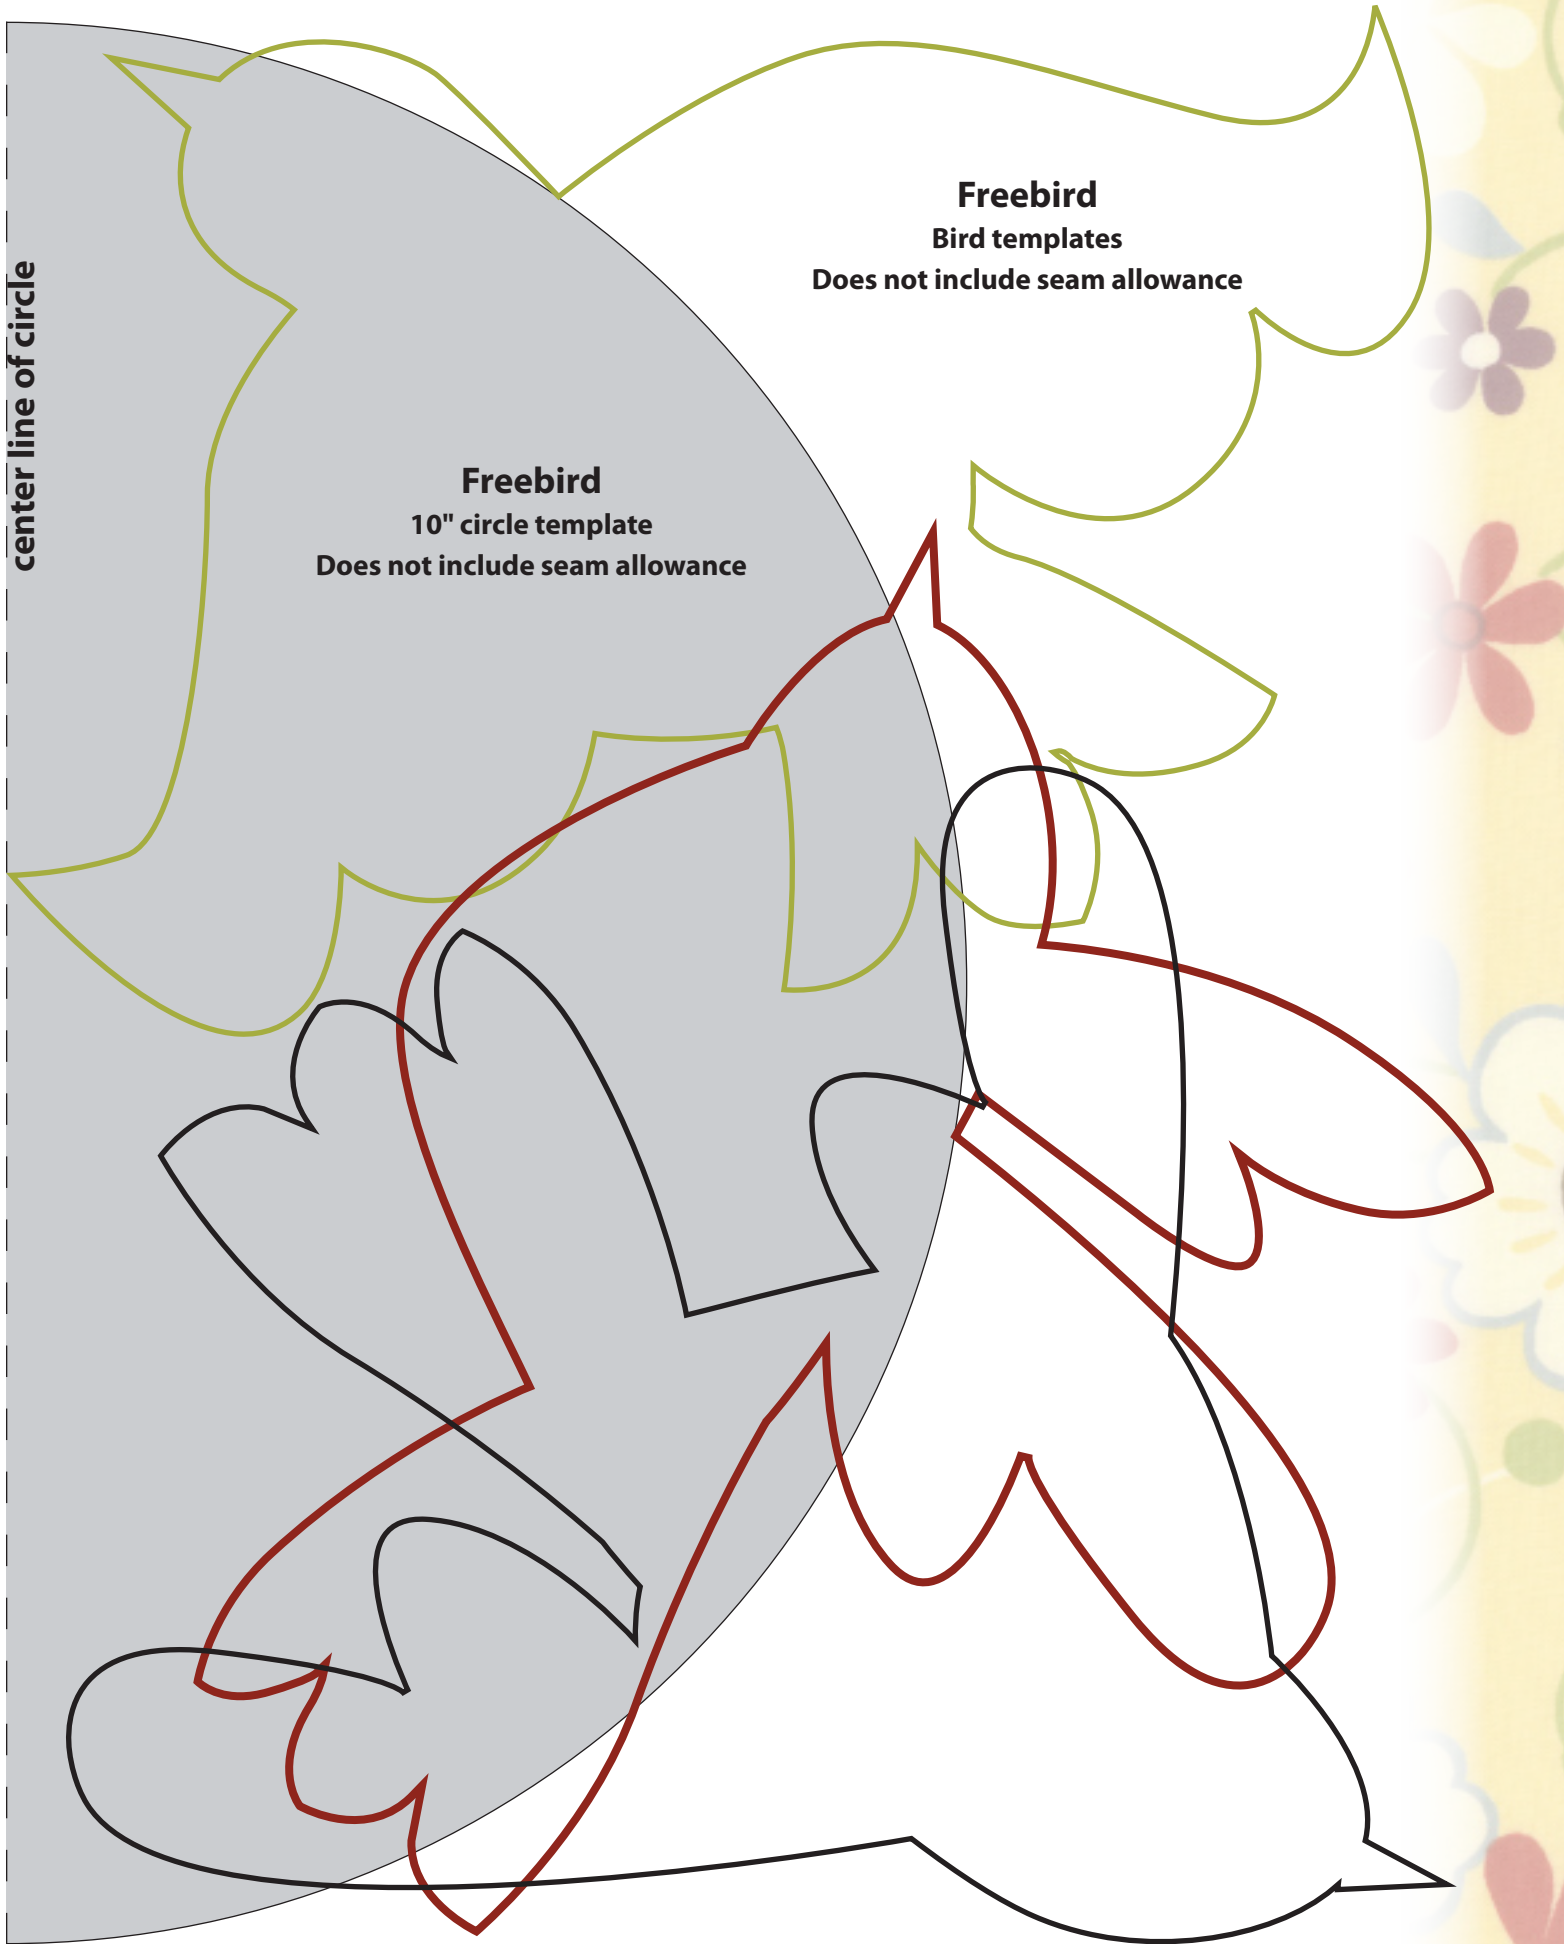 Freebird
Bird templates
Does not include seam allowance
center line of circle
Freebird
10" circle template
Does not include seam allowance